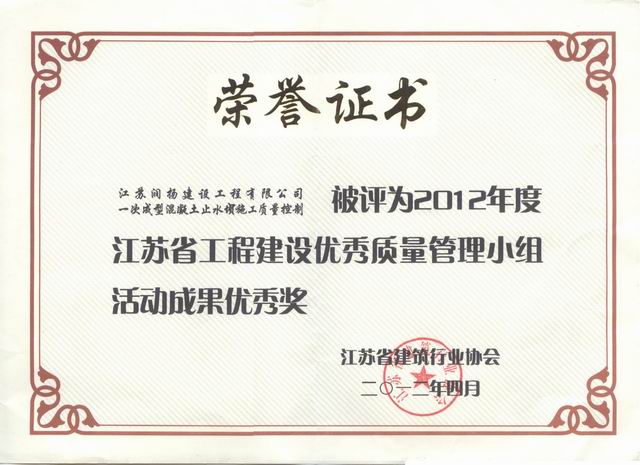 荣誉证书
江苏润扬建设工程有限公司
一次成型混凝土止水坝施工质量控制
被评为2012年度
江苏省工程建设优秀质量管理小组
活动成果优秀奖
江苏省建筑行业协会
二〇一二年四月